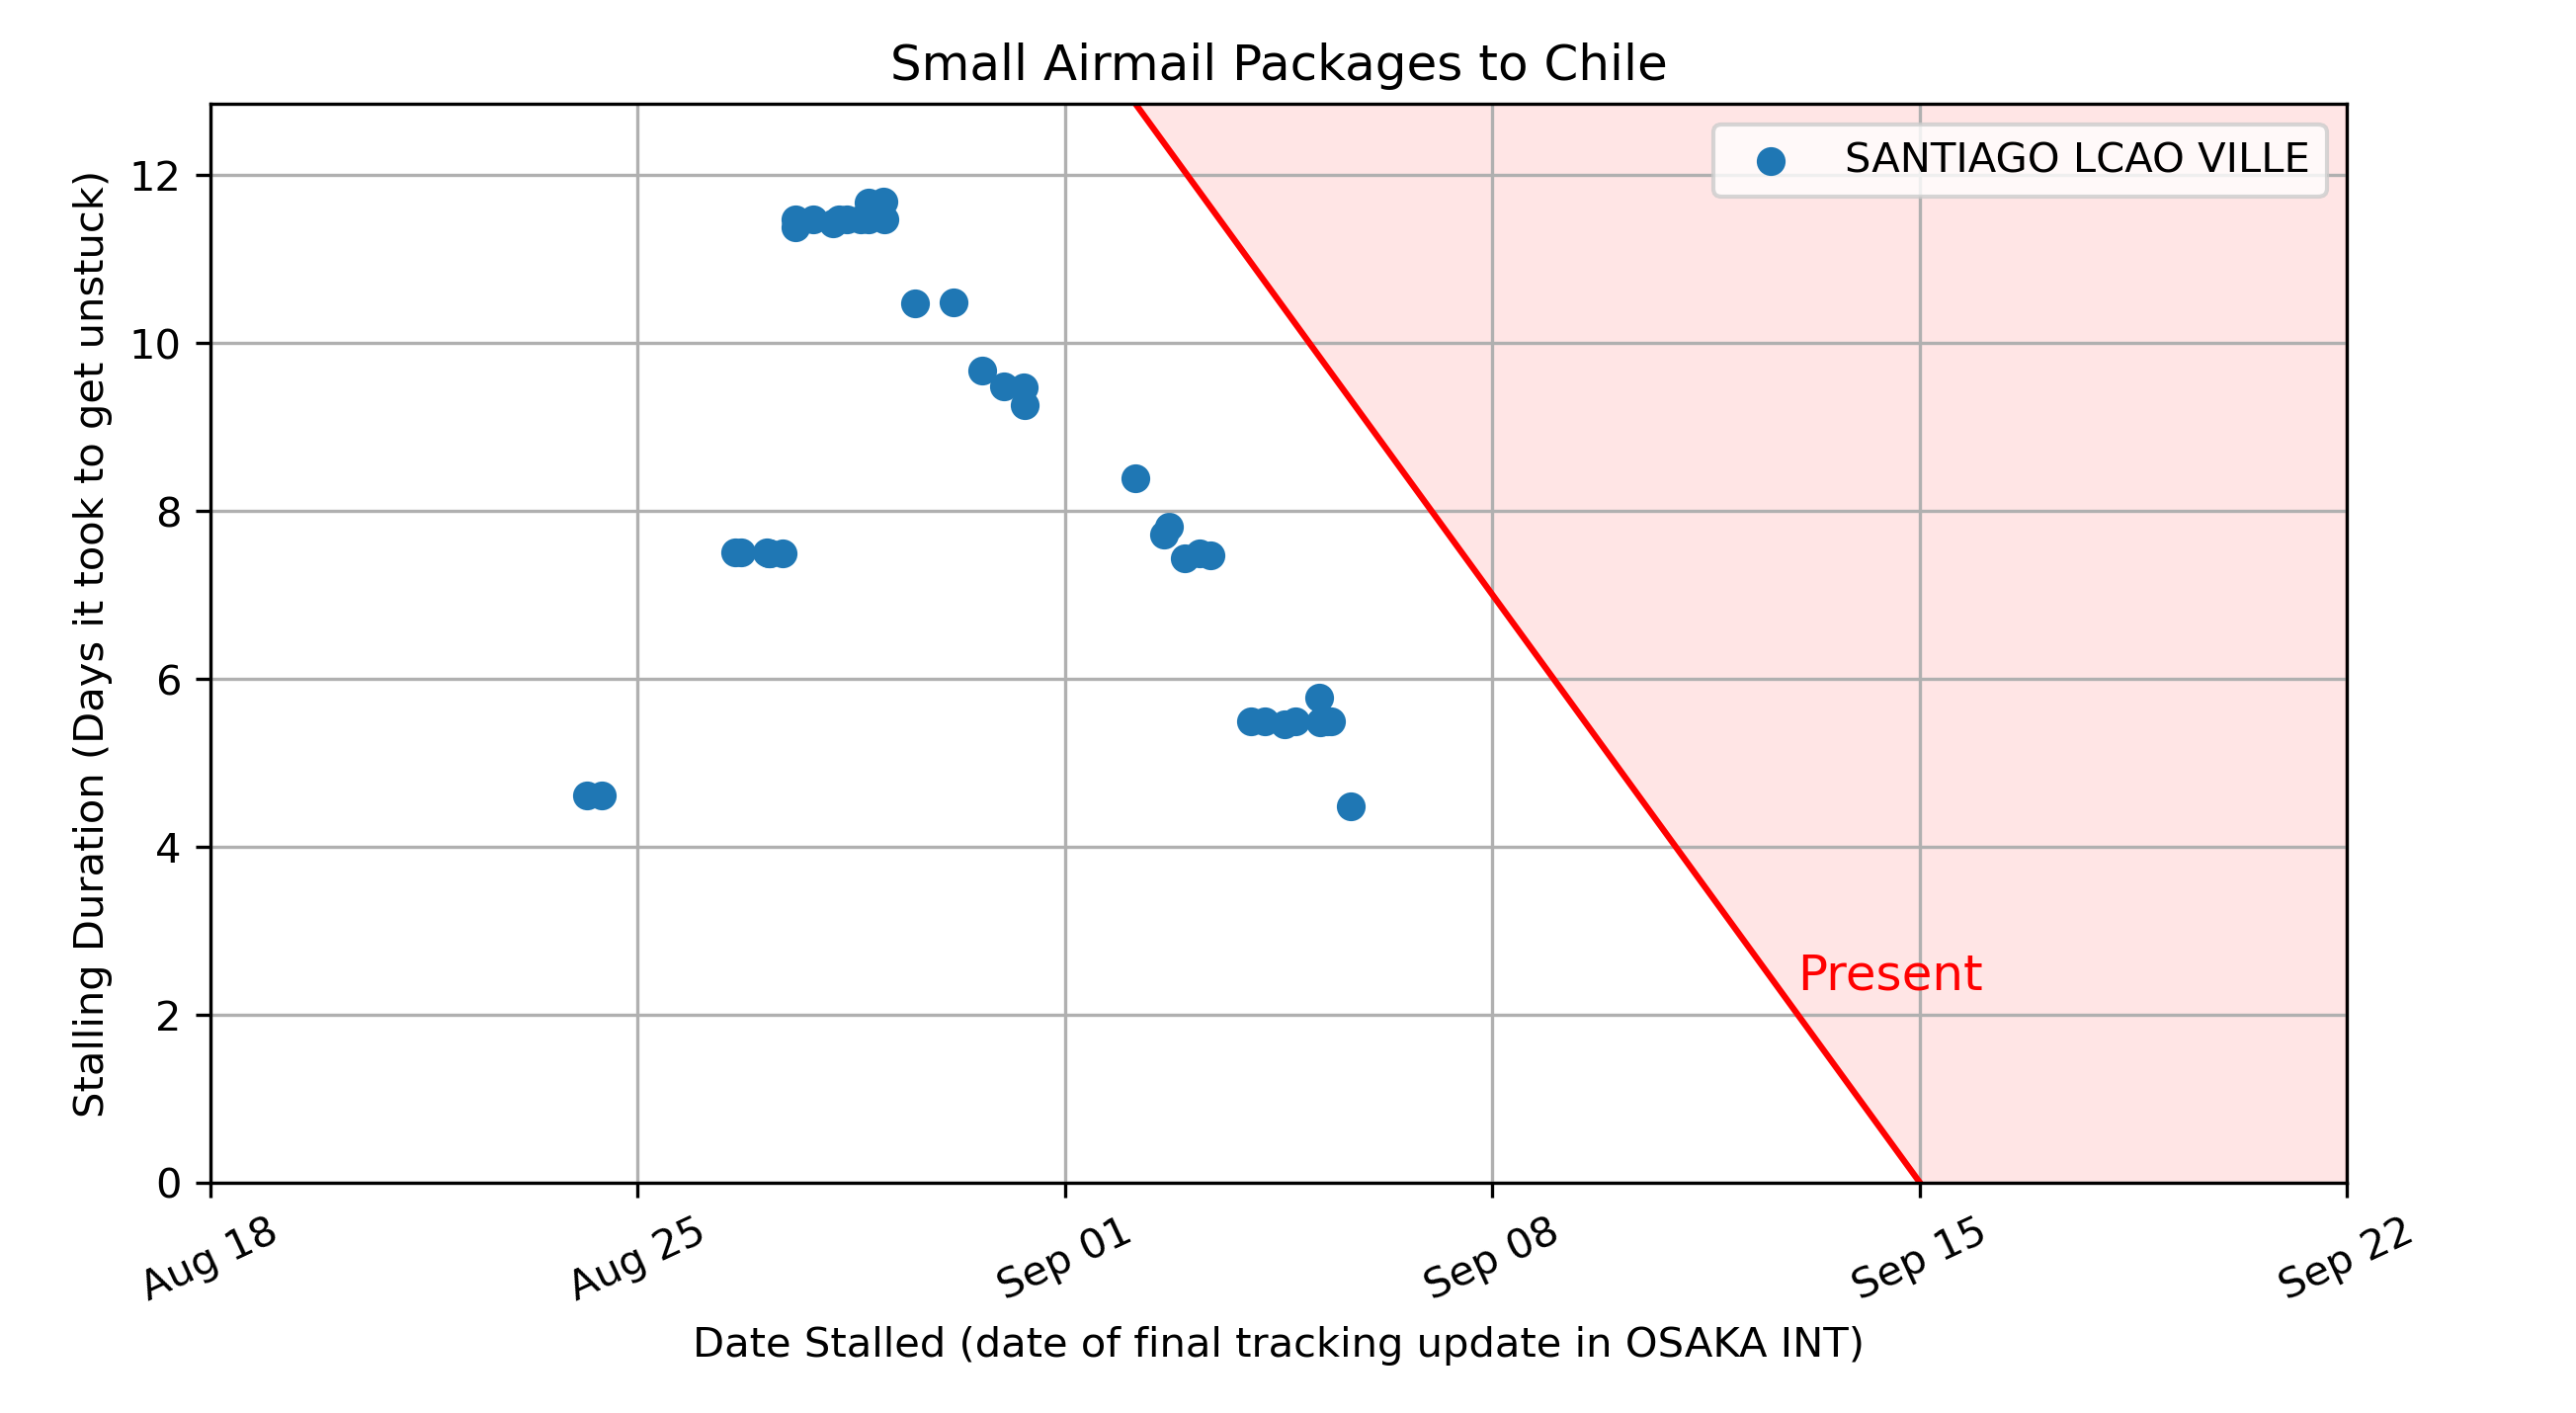 Small Airmail Packages to Chile
SANTIAGO LCAO VILLE
Stalling Duration (Days it took to get unstuck)
12
10
8
6
4
2
0
Present
Aug 18
Aug 25
Sep 01
Sep 08
Sep 15
Sep 22
Date Stalled (date of final tracking update in OSAKA INT)